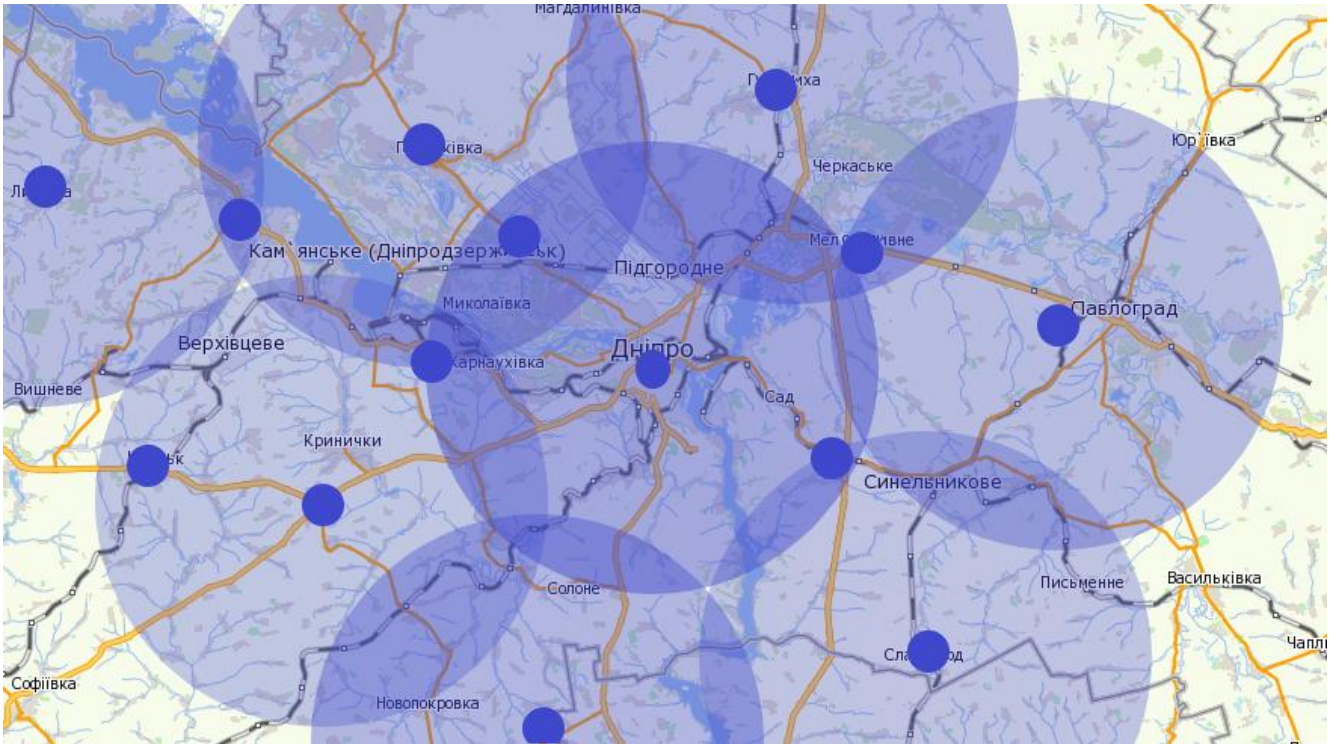 Магдалинівка
Юр'ївка
Черкаське
Кам`янське (Дніпродзержинськ)
Підгородне
Миколаївка
Павлоград
Верхівцеве
Дніпро
Карнаухівка
Вишневе
Сад
Кринички
Синельникове
Солоне
Письменне
Васильківка
Софіївка
Новопокровка